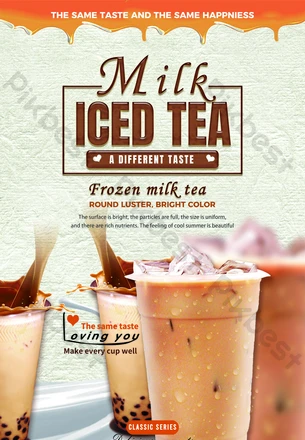 THE SAME TASTE AND THE SAME HAPPNIESS
Milk
ICED TEA
A DIFFERENT TASTE
Frozen milk tea
ROUND LUSTER, BRIGHT COLOR
The surface is bright, the particles are full, the size is uniform,
and there are rich nutrients. The feeling of cool summer is beautiful
The same taste
loving you
Make every cup well
CLASSIC SERIES